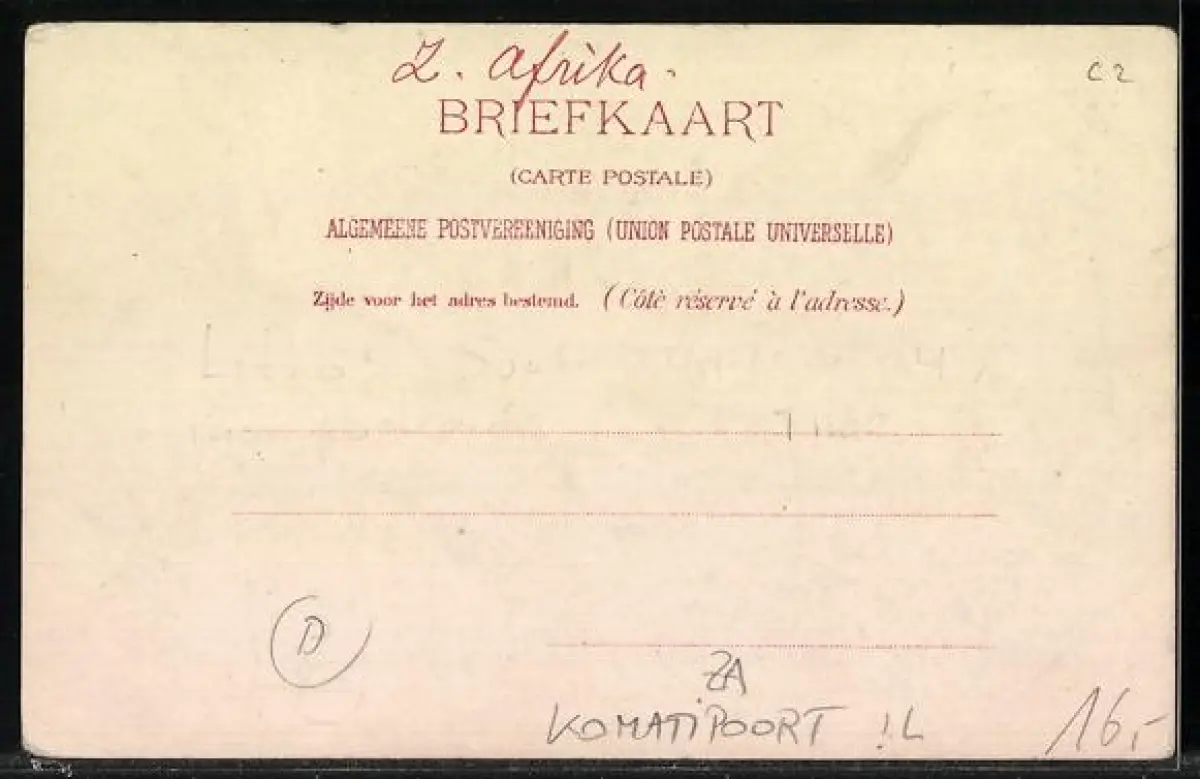 Z. Afrika.
C 2
BRIEFKAART
(CARTE POSTALE)
ALGEMEENE POSTVEREENIGING (UNION POSTALE UNIVERSELLE)
Zijde voor het adres bestemd. (Côté réservé à l'adresse.)
D
ZA
KOMATIPOORT !L
16,-